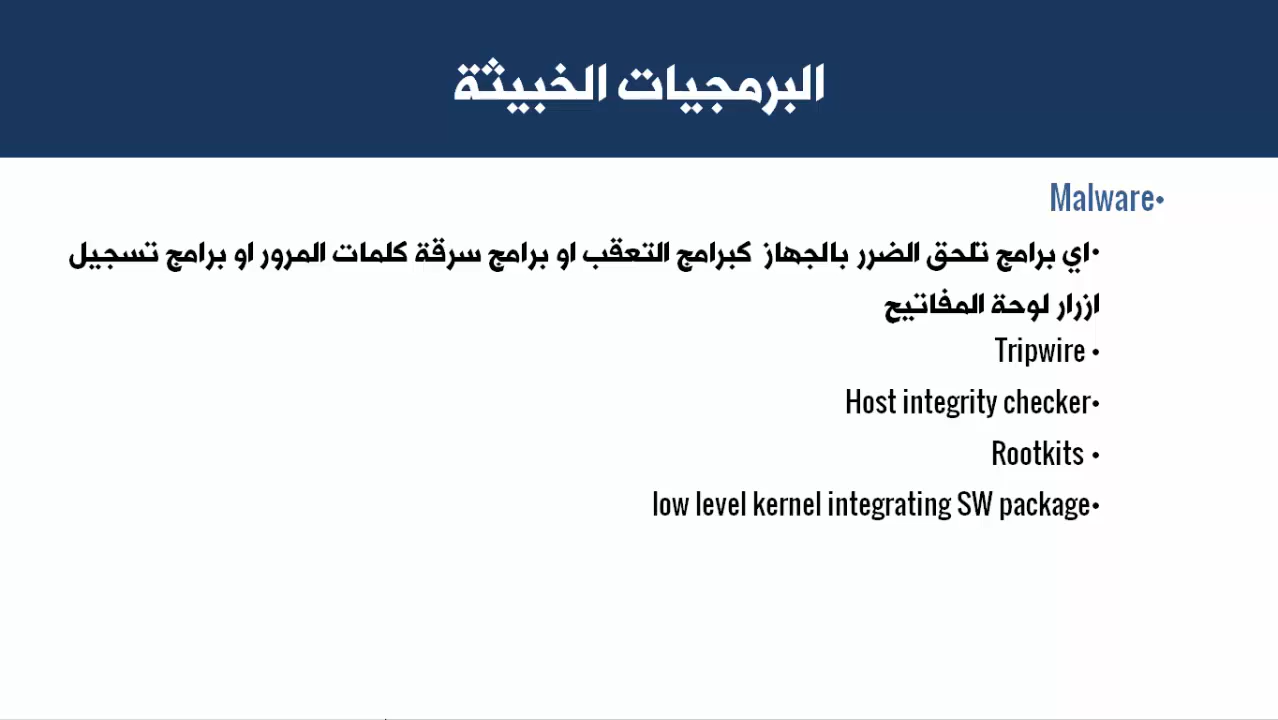 البرمجيات الخبيثة
•Malware
•اي برامج تلحق الضرر بالجهاز كبرامج التعقب او برامج سرقة كلمات المرور او برامج تسجيل
ازرار لوحة المفاتيح
• Tripwire
•Host integrity checker
• Rootkits
•low level kernel integrating SW package